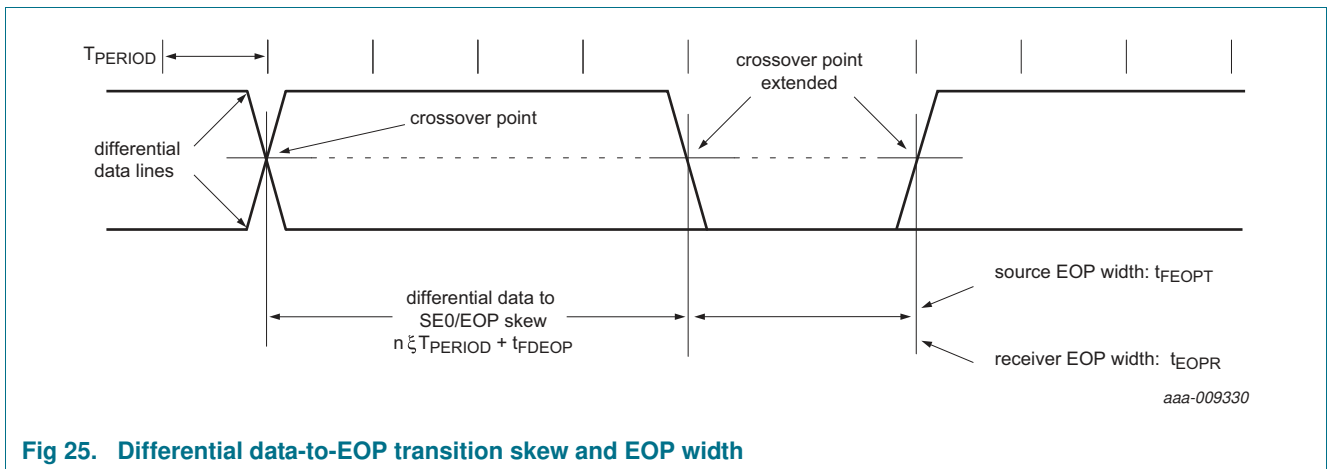 TPERIOD
crossover point
extended
crossover point
differential
data lines
differential data to
SE0/EOP skew
n ξ TPERIOD + tFDEOP
source EOP width: tFEOPT
receiver EOP width: tEOPR
aaa-009330
Fig 25. Differential data-to-EOP transition skew and EOP width